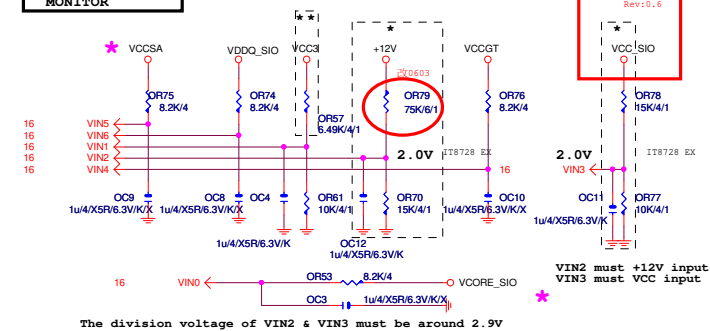 MONITOR
Rev:0.6
**
*
*
*
VCCSA
VDDQ_SIO
VCC3
+12V
VCCGT
VCC_SIO
改0603
OR75
8.2K/4
OR74
8.2K/4
OR57
6.49K/4/1
OR79
75K/6/1
OR76
8.2K/4
OR78
15K/4/1
16 VIN5
16 VIN6
16 VIN1
16 VIN2
16 VIN4
2.0V
IT8728 EX
16
2.0V
IT8728 EX
VIN3
OC9
1u/4/X5R/6.3V/K/X
OC8
1u/4/X5R/6.3V/K/X
OC4
1u/4/X5R/6.3V/K
OR61
10K/4/1
OC12
1u/4/X5R/6.3V/K
OR70
15K/4/1
OC10
1u/4/X5R/6.3V/K/X
OC11
1u/4/X5R/6.3V/K
OR77
10K/4/1
VIN2 must +12V input
VIN3 must VCC input
16 VIN0
OR53
8.2K/4
VCORE_SIO
OC3
1u/4/X5R/6.3V/K/X
*
The division voltage of VIN2 & VIN3 must be around 2.9V